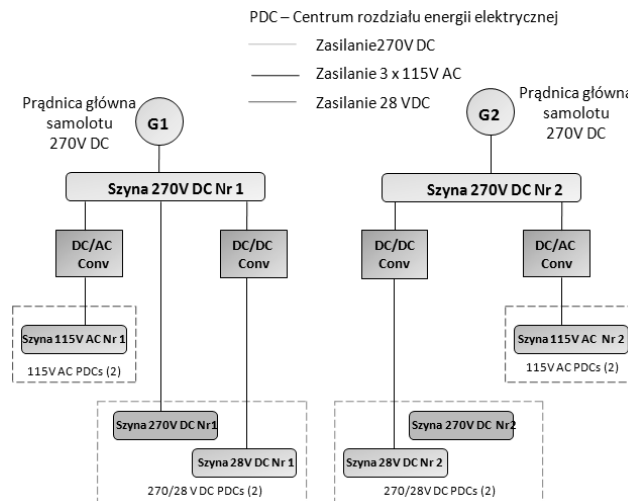 PDC – Centrum rozdziału energii elektrycznej
Zasilanie270V DC
Zasilanie 3 x 115V AC
Zasilanie 28 VDC
Prądnica główna
samolotu
270V DC
G1
G2
Prądnica główna
samolotu
270V DC
Szyna 270V DC Nr 1
Szyna 270V DC Nr 2
DC/AC
Conv
DC/DC
Conv
DC/DC
Conv
DC/AC
Conv
Szyna 115V AC Nr 1
115V AC PDCs (2)
Szyna 115V AC Nr 2
115V AC PDCs (2)
Szyna 270V DC Nr1
Szyna 28V DC Nr 1
270/28 V DC PDCs (2)
Szyna 270V DC Nr2
Szyna 28V DC Nr 2
270/28V DC PDCs (2)